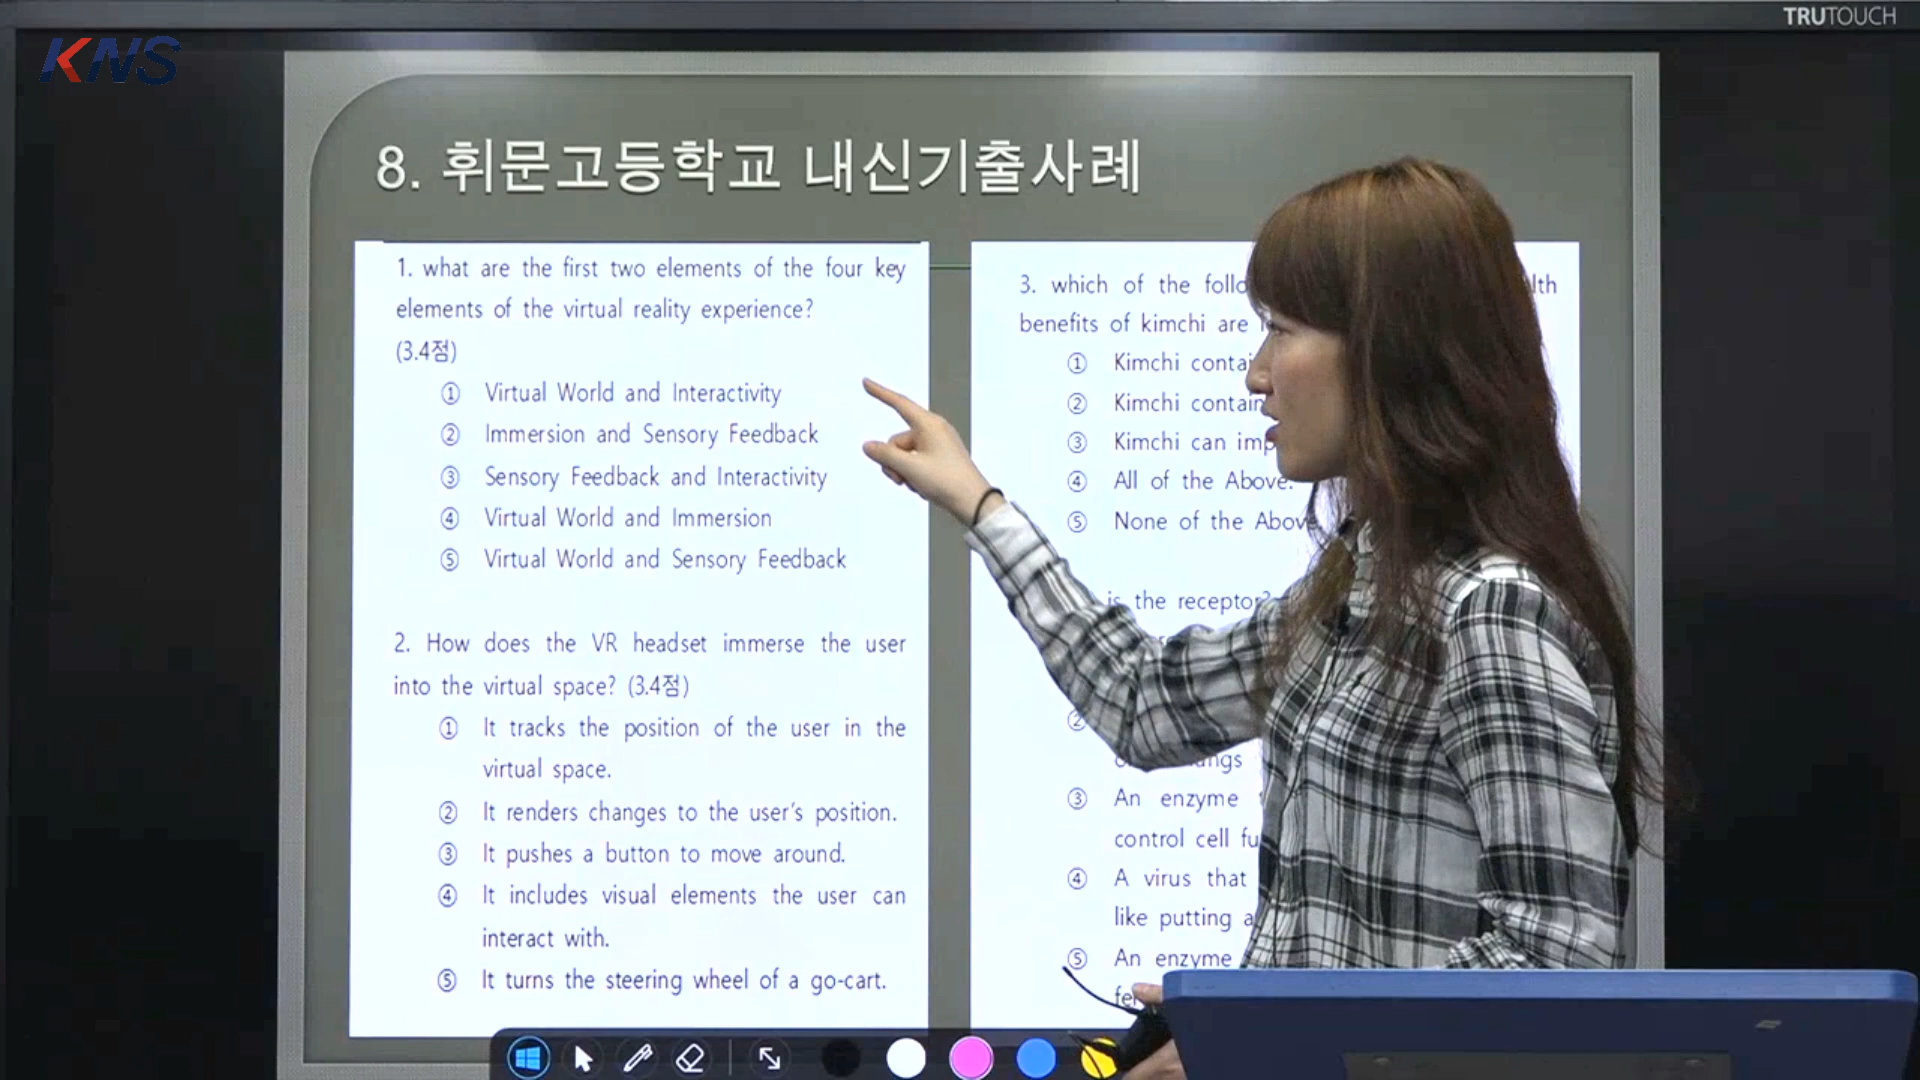 TRUTOUCH
KNS
8. 휘문고등학교 내신기출사례
1. what are the first two elements of the four key
elements of the virtual reality experience?
(3.4점)
① Virtual World and Interactivity
② Immersion and Sensory Feedback
③ Sensory Feedback and Interactivity
④ Virtual World and Immersion
⑤ Virtual World and Sensory Feedback
2. How does the VR headset immerse the user
into the virtual space? (3.4점)
① It tracks the position of the user in the
virtual space.
② It renders changes to the user's position.
③ It pushes a button to move around.
④ It includes visual elements the user can
interact with.
⑤ It turns the steering wheel of a go-cart.
3. which of the
benefits of kimchi are
① Kimchi
② Kimchi
③ Kimchi can
④ All of the Above.
⑤ None of the Above
is the receptor?
②
③ An enzyme
control cell
④ A virus that
like putting
⑤ An enzyme